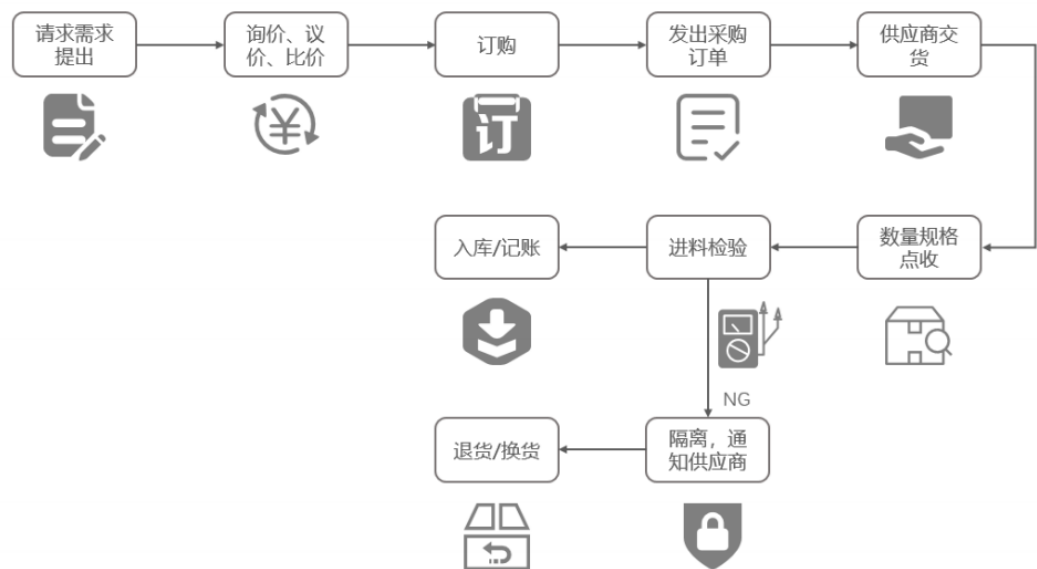 请求需求
提出
询价、议
价、比价
订购
发出采购
订单
供应商交
货
订
入库/记账
进料检验
数量规格
点收
NG
退货/换货
隔离，通
知供应商